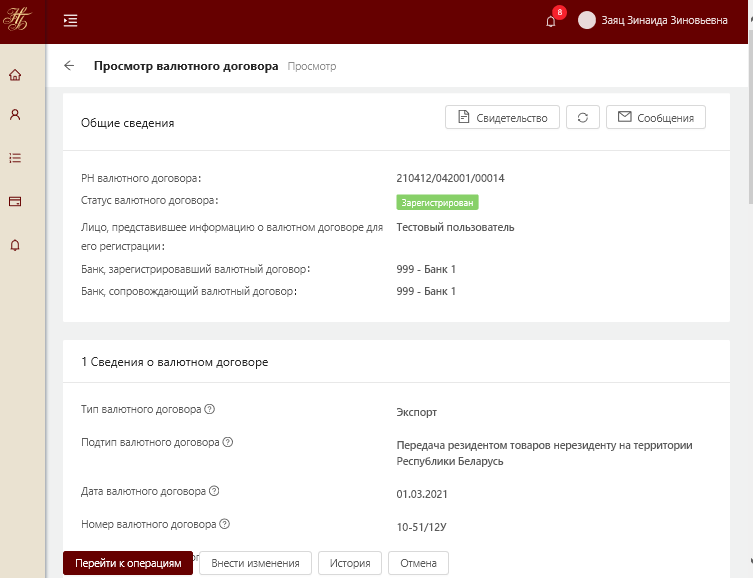 8
Заяц Зинаида Зиновьевна
Просмотр валютного договора Просмотр
Общие сведения
Свидетельство
Сообщения
РН валютного договора: 210412/042001/00014
Статус валютного договора: Зарегистрирован
Лицо, представившее информацию о валютном договоре для Тестовый пользователь
его регистрации:
Банк, зарегистрировавший валютный договор: 999 - Банк 1
Банк, сопровождающий валютный договор: 999 - Банк 1
1 Сведения о валютном договоре
Тип валютного договора Экспорт
Подтип валютного договора Передача резидентом товаров нерезиденту на территории
Республики Беларусь
Дата валютного договора 01.03.2021
Номер валютного договора 10-51/12У
Перейти к операциям Внести изменения История Отмена